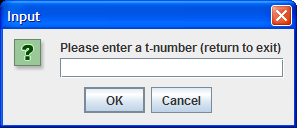 Input
?
Please enter a t-number (return to exit)
OK
Cancel